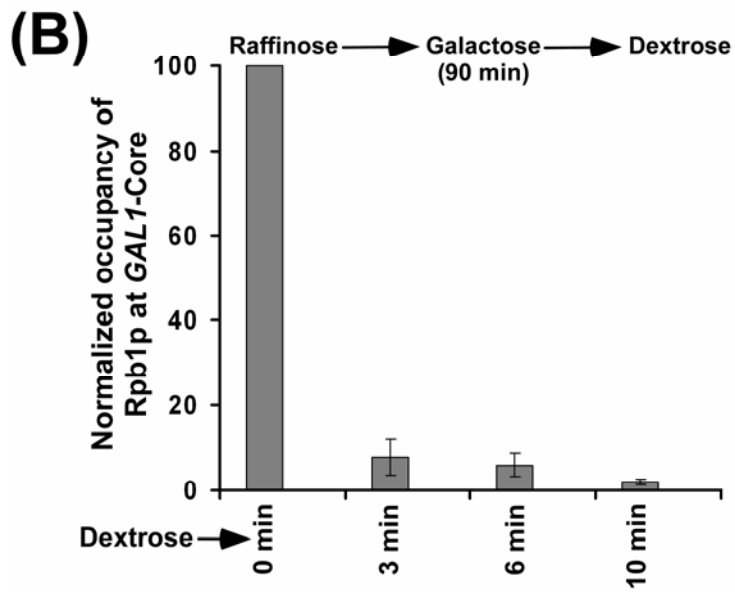 (B)
Raffinose → Galactose → Dextrose
(90 min)
Normalized occupancy of
Rpb1p at GAL1-Core
100
80
60
40
20
0
Dextrose →
0 min
3 min
6 min
10 min